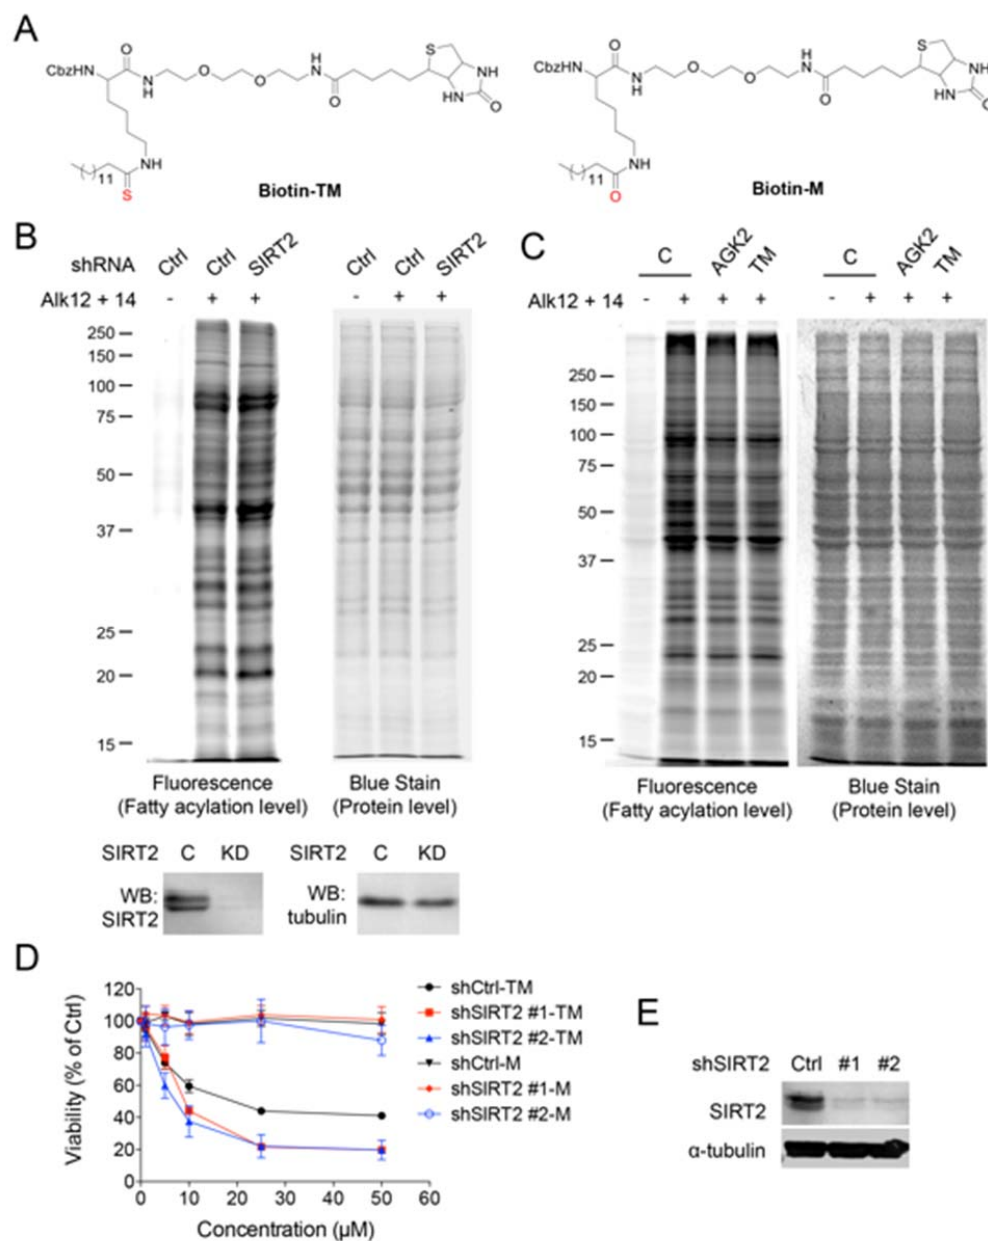 A
CbzHN
O
N
H
O
O
H
N
O
S
NH
HN
O
NH
11
S
Biotin-TM
CbzHN
O
N
H
O
O
H
N
O
S
NH
HN
O
NH
11
O
Biotin-M
B
shRNA Ctrl Ctrl SIRT2 Ctrl Ctrl SIRT2
Alk12 + 14 - + + - + +
250
150
100
75
50
37
25
20
15
Fluorescence
(Fatty acylation level)
Blue Stain
(Protein level)
SIRT2 C KD
WB:
SIRT2
SIRT2 C KD
WB:
tubulin
C
C AGK2 TM C AGK2 TM
Alk12 + 14 - + + + - + + +
250
150
100
75
50
37
25
20
15
Fluorescence
(Fatty acylation level)
Blue Stain
(Protein level)
D
Viability (% of Ctrl)
120
100
80
60
40
20
0
0 10 20 30 40 50 60
Concentration (μM)
shCtrl-TM
shSIRT2 #1-TM
shSIRT2 #2-TM
shCtrl-M
shSIRT2 #1-M
shSIRT2 #2-M
E
shSIRT2 Ctrl #1 #2
SIRT2
α-tubulin